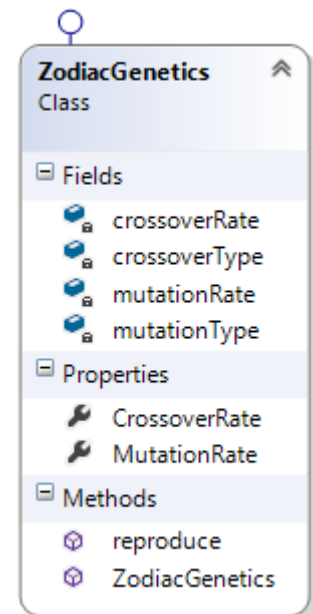 ZodiacGenetics
Class
Fields
crossoverRate
crossoverType
mutationRate
mutationType
Properties
CrossoverRate
MutationRate
Methods
reproduce
ZodiacGenetics